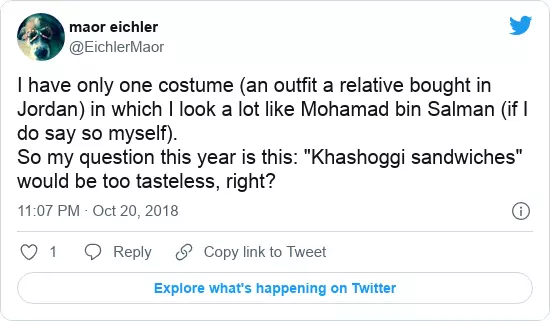 maor eichler
@EichlerMaor
I have only one costume (an outfit a relative bought in
Jordan) in which I look a lot like Mohamad bin Salman (if I
do say so myself).
So my question this year is this: "Khashoggi sandwiches"
would be too tasteless, right?
11:07 PM · Oct 20, 2018
1 Reply Copy link to Tweet
Explore what's happening on Twitter